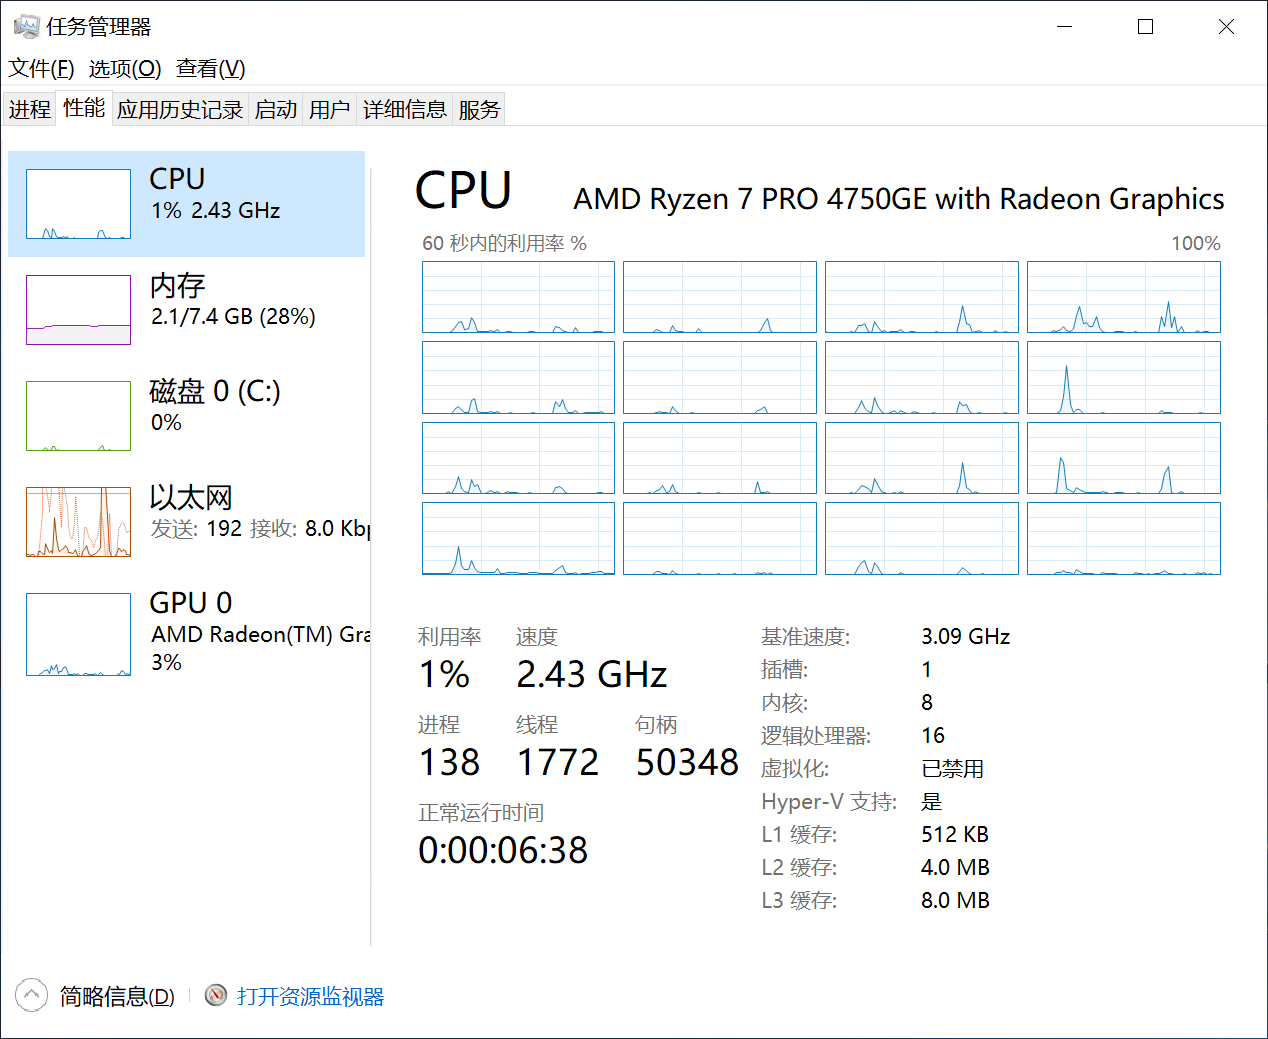 任务管理器
文件(F) 选项(O) 查看(V)
进程 性能 应用历史记录 启动 用户 详细信息 服务
CPU
1% 2.43 GHz
内存
2.1/7.4 GB (28%)
磁盘 0 (C:)
0%
以太网
发送: 192 接收: 8.0 Kbp
GPU 0
AMD Radeon(TM) Gra
3%
CPU AMD Ryzen 7 PRO 4750GE with Radeon Graphics
60 秒内的利用率 % 100%
利用率 速度
1% 2.43 GHz
进程 线程 句柄
138 1772 50348
正常运行时间
0:00:06:38
基准速度: 3.09 GHz
插槽: 1
内核: 8
逻辑处理器: 16
虚拟化: 已禁用
Hyper-V 支持: 是
L1 缓存: 512 KB
L2 缓存: 4.0 MB
L3 缓存: 8.0 MB
简略信息(D) 打开资源监视器